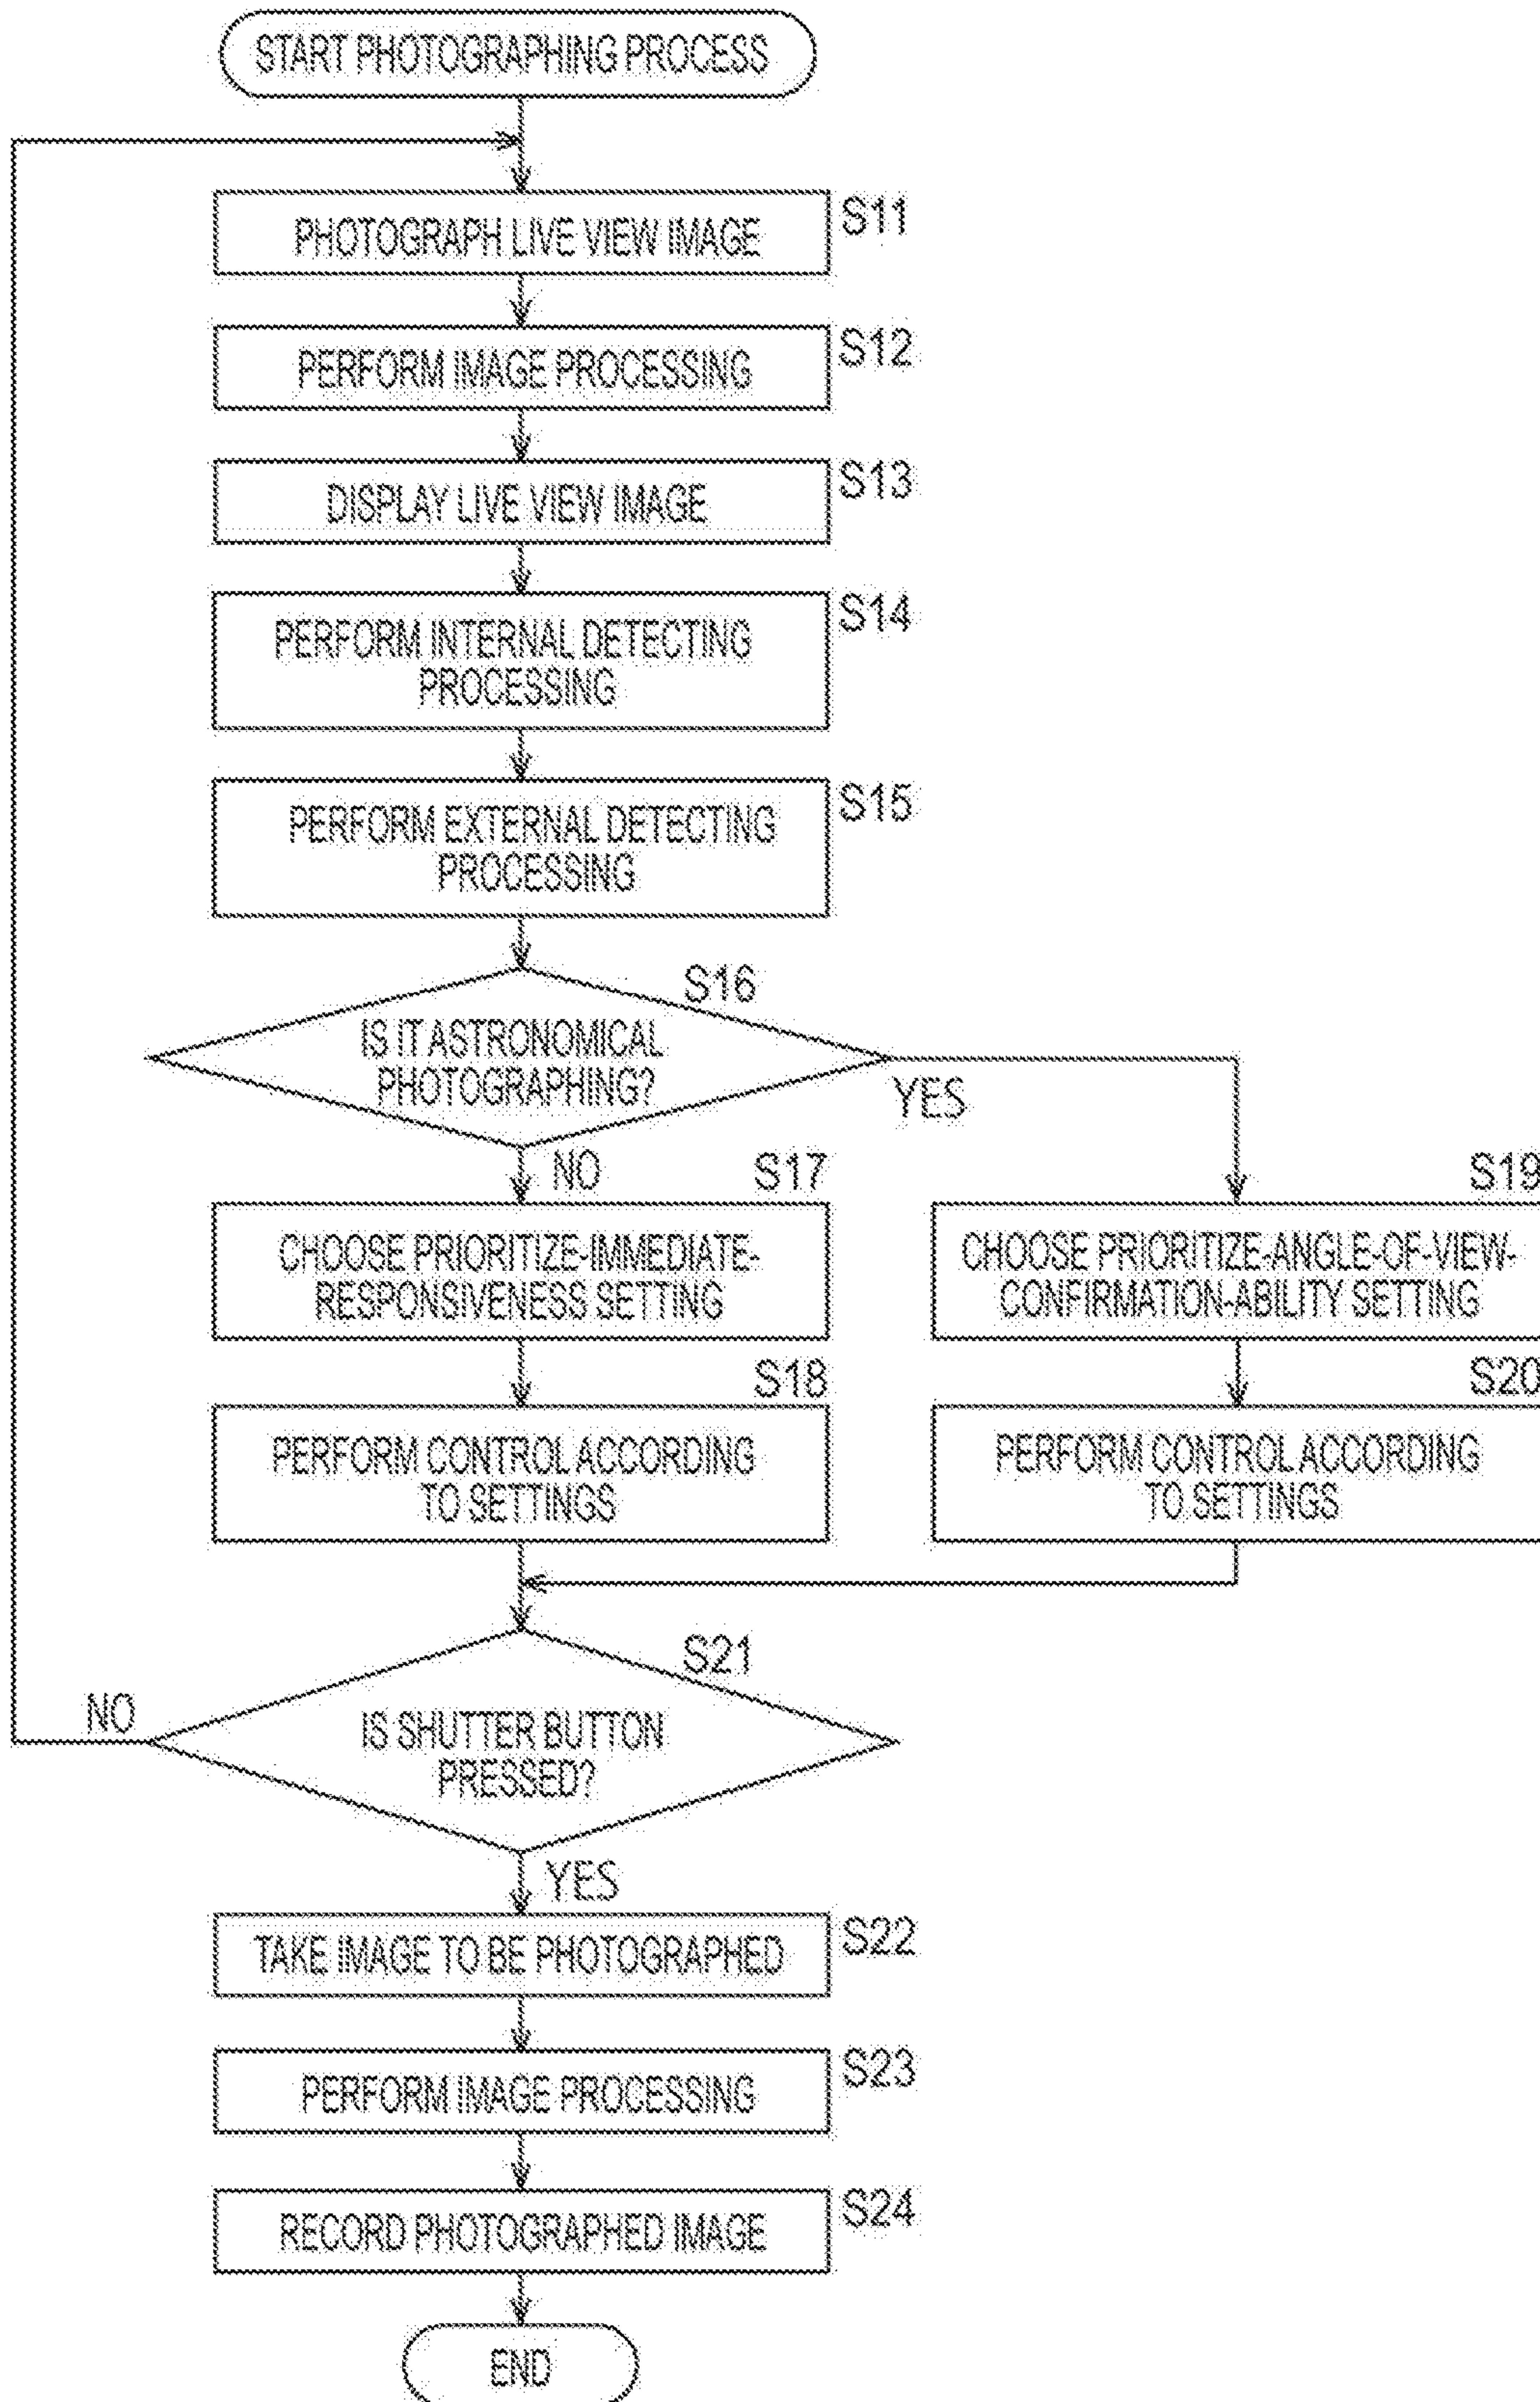 START PHOTOGRAPHING PROCESS
PHOTOGRAPH LIVE VIEW IMAGE
S11
PERFORM IMAGE PROCESSING
S12
DISPLAY LIVE VIEW IMAGE
S13
PERFORM INTERNAL DETECTING
PROCESSING
S14
PERFORM EXTERNAL DETECTING
PROCESSING
S15
S16
IS IT ASTRONOMICAL
PHOTOGRAPHING?
YES
NO
S17
CHOOSE PRIORITIZE-IMMEDIATE-
RESPONSIVENESS SETTING
S19
CHOOSE PRIORITIZE-ANGLE-OF-VIEW-
CONFIRMATION-ABILITY SETTING
S18
PERFORM CONTROL ACCORDING
TO SETTINGS
S20
PERFORM CONTROL ACCORDING
TO SETTINGS
S21
NO
IS SHUTTER BUTTON
PRESSED?
YES
TAKE IMAGE TO BE PHOTOGRAPHED
S22
PERFORM IMAGE PROCESSING
S23
RECORD PHOTOGRAPHED IMAGE
S24
END